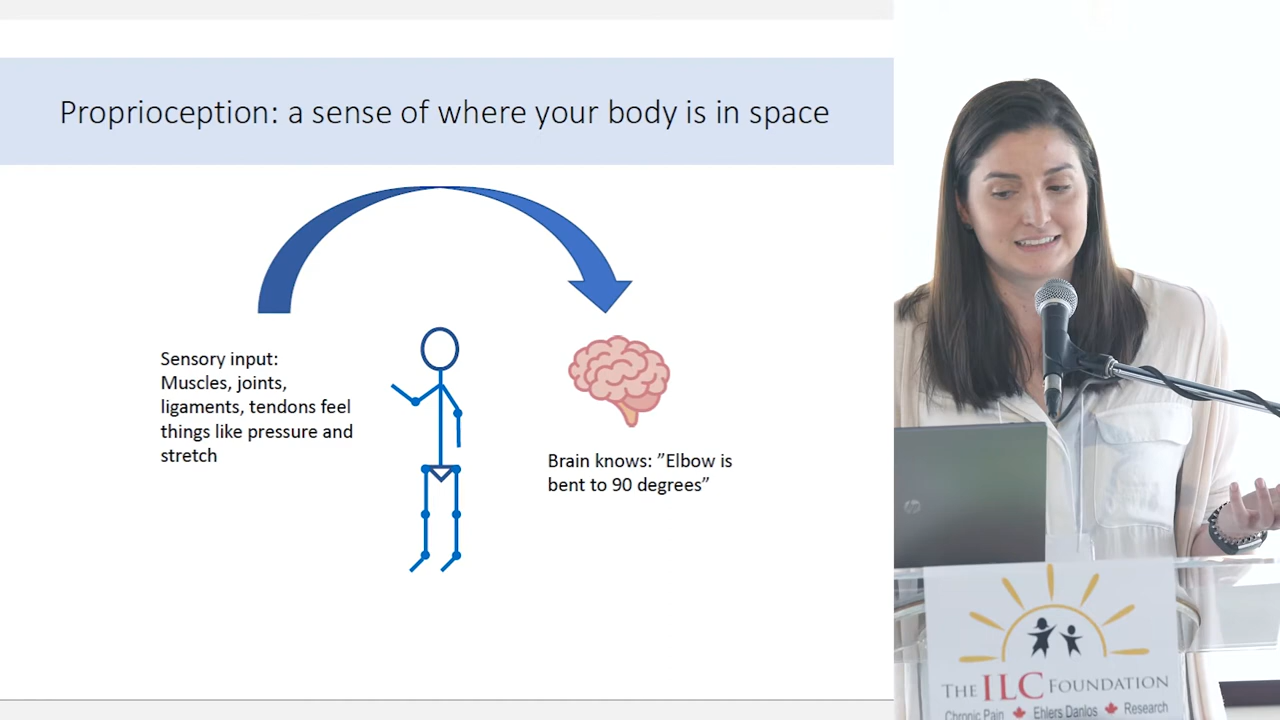 Proprioception: a sense of where your body is in space
Sensory input:
Muscles, joints,
ligaments, tendons feel
things like pressure and
stretch
Brain knows: ”Elbow is
bent to 90 degrees”
THE ILC FOUNDATION
Chronic Pain Ehlers Danlos Research